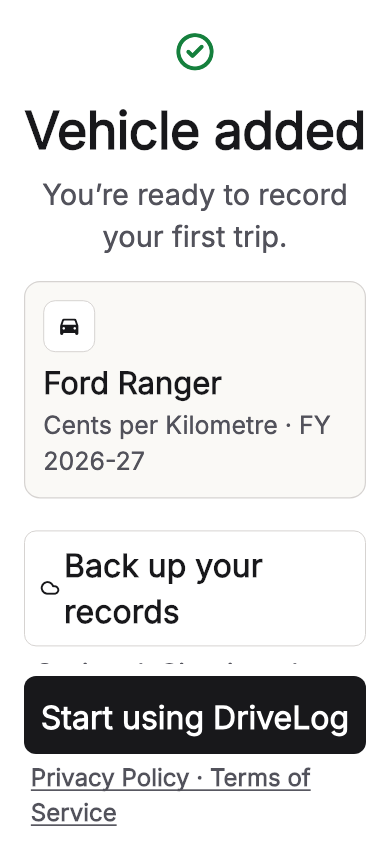 Vehicle added
You’re ready to record
your first trip.
Ford Ranger
Cents per Kilometre · FY
2026-27
Back up your
records
Start using DriveLog
Privacy Policy · Terms of
Service